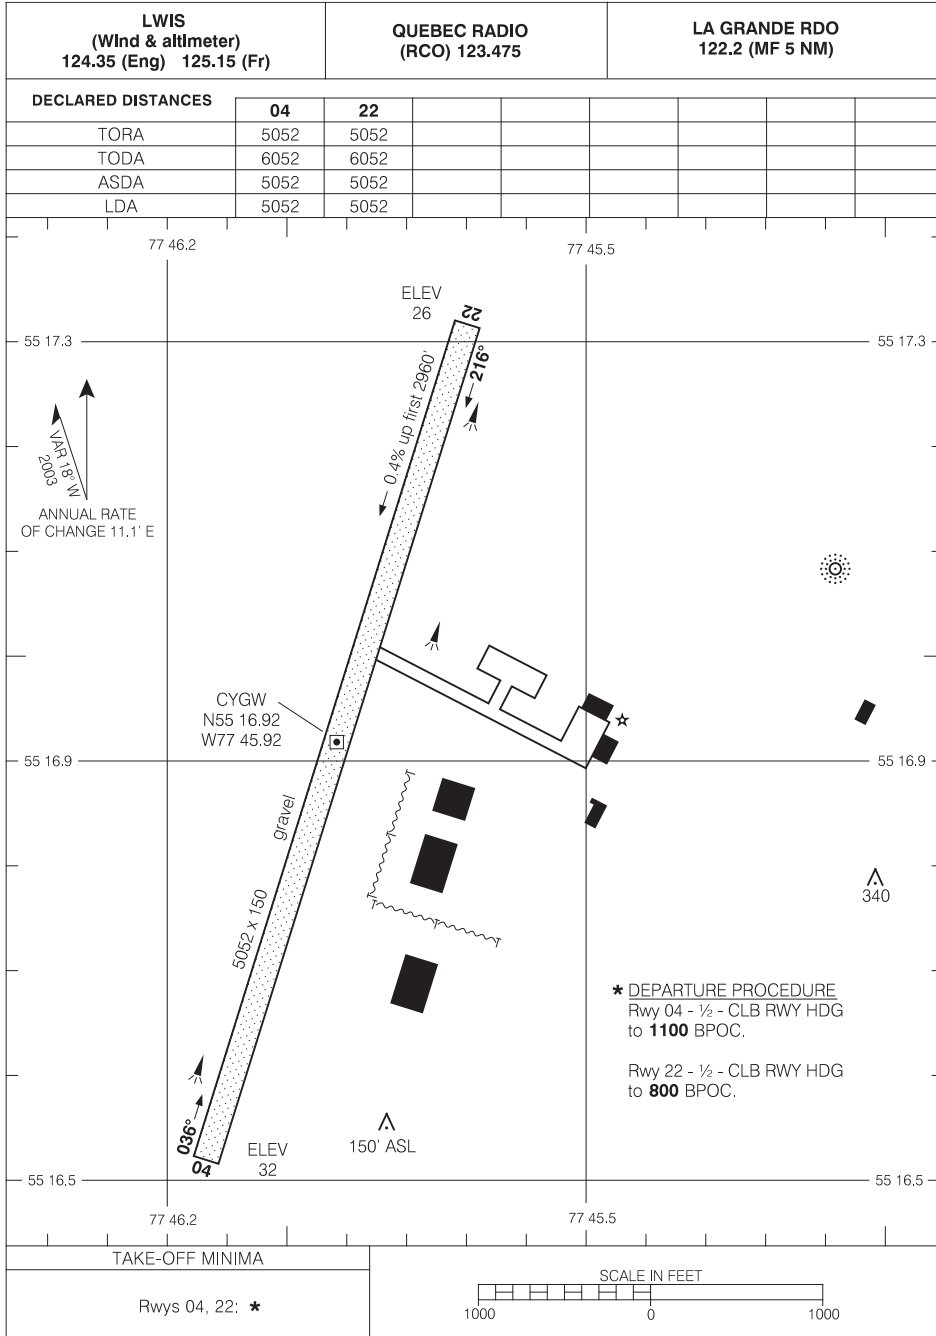 LWIS
(Wind & altimeter)
124.35 (Eng) 125.15 (Fr)
QUEBEC RADIO
(RCO) 123.475
LA GRANDE RDO
122.2 (MF 5 NM)
DECLARED DISTANCES
04 22
TORA 5052 5052
TODA 6052 6052
ASDA 5052 5052
LDA 5052 5052
77 46.2
77 45.5
ELEV
26
22
55 17.3
55 17.3
216°
0.4% up first 2960'
VAR 18° W
2003
ANNUAL RATE
OF CHANGE 11.1' E
CYGW
N55 16.92
W77 45.92
55 16.9
55 16.9
gravel
5052 x 150
340
* DEPARTURE PROCEDURE
Rwy 04 - ½ - CLB RWY HDG
to 1100 BPOC.
Rwy 22 - ½ - CLB RWY HDG
to 800 BPOC.
036°
04
ELEV
32
150' ASL
55 16.5
55 16.5
77 46.2
77 45.5
TAKE-OFF MINIMA
Rwys 04, 22: *
SCALE IN FEET
1000 0 1000